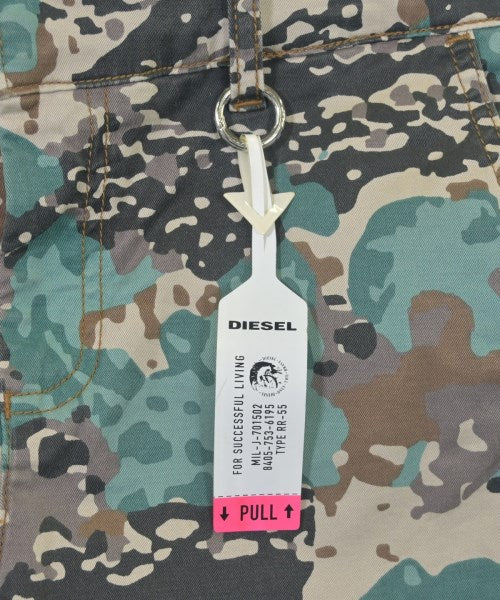 DIESEL
FOR SUCCESSFUL LIVING
MIL-J-701502
8405-753-6195
TYPE RR-55
↓ PULL ↑